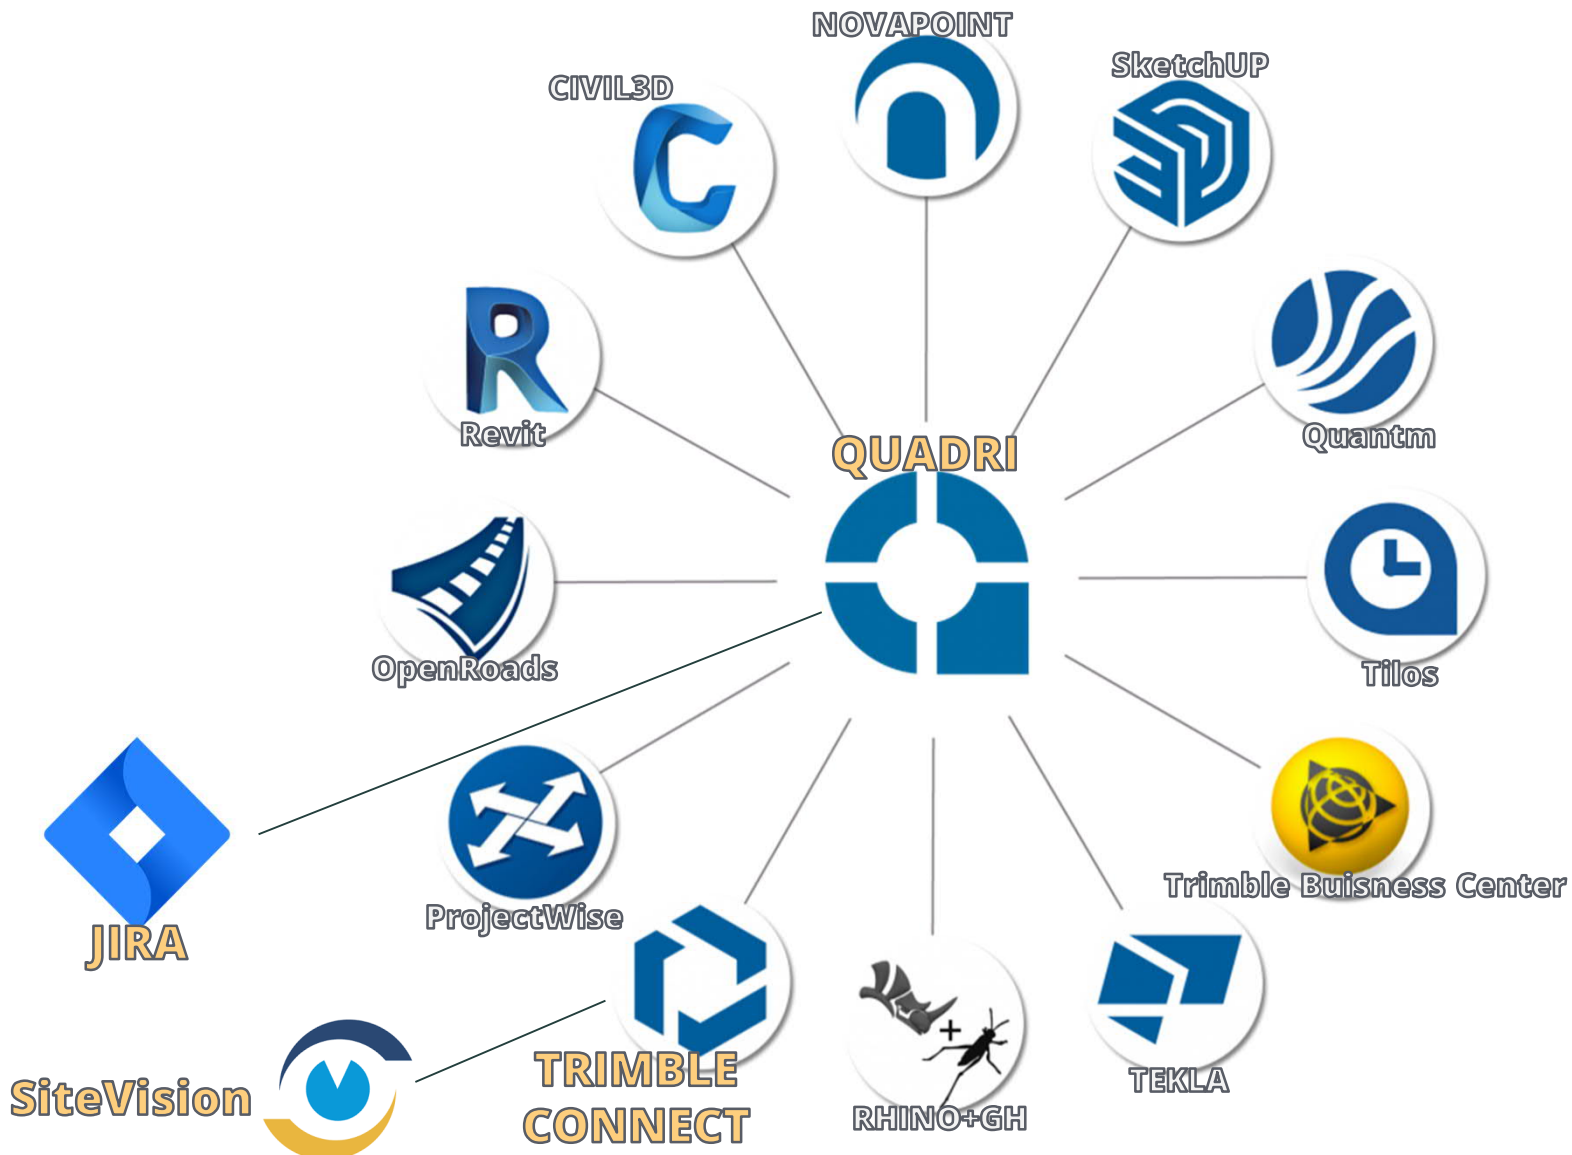 NOVAPOINT
SketchUP
CIVIL3D
Revit
QUADRI
Quantm
OpenRoads
Tilos
Trimble Buisness Center
ProjectWise
JIRA
TRIMBLE
CONNECT
TEKLA
SiteVision
+
RHINO+GH